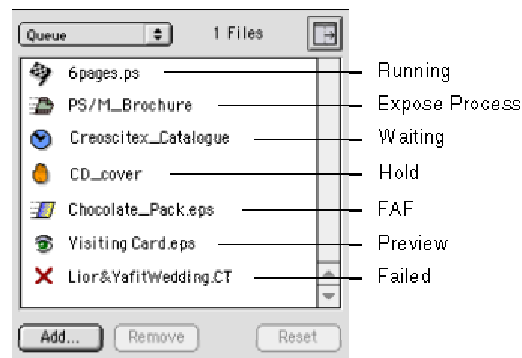 Queue 1 Files
6pages.ps Running
PS/M_Brochure Expose Process
Creoscitex_Catalogue Waiting
CD_cover Hold
Chocolate_Pack.eps FAF
Visiting Card.eps Preview
Lior&YafitWedding.CT Failed
Add... Remove Reset